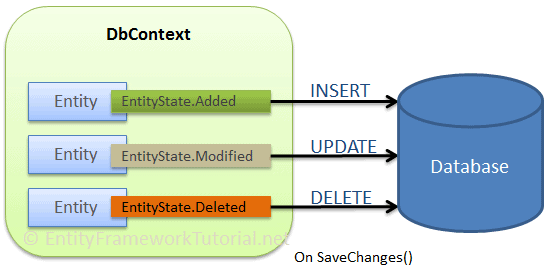 DbContext
Entity EntityState.Added INSERT
Entity EntityState.Modified UPDATE
Database
Entity EntityState.Deleted DELETE
© EntityFrameworkTutorial.net
On SaveChanges()